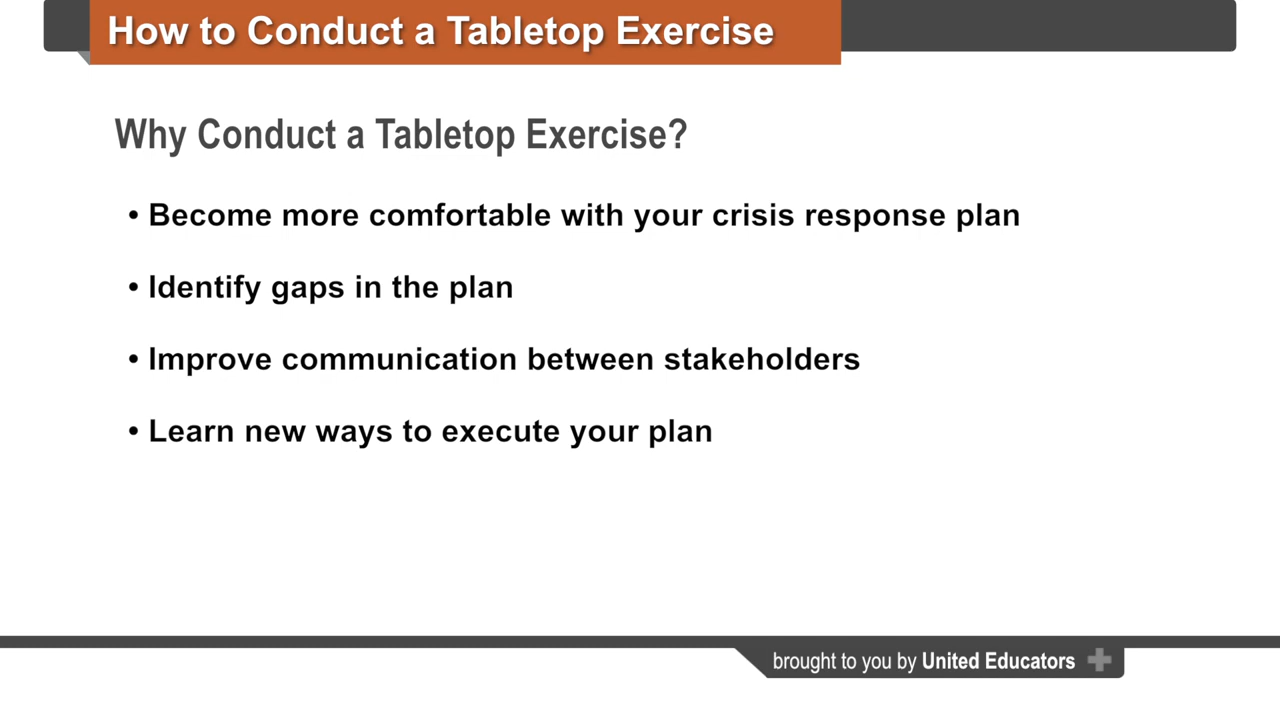 How to Conduct a Tabletop Exercise
Why Conduct a Tabletop Exercise?
• Become more comfortable with your crisis response plan
• Identify gaps in the plan
• Improve communication between stakeholders
• Learn new ways to execute your plan
brought to you by United Educators